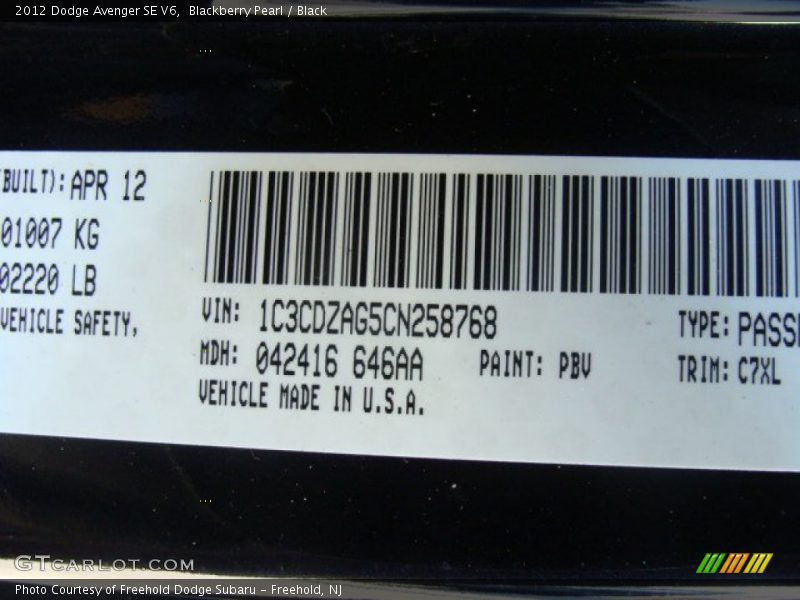 2012 Dodge Avenger SE V6,  Blackberry Pearl / Black
BUILT): APR 12
01007 KG
02220 LB
VEHICLE SAFETY,
VIN: 1C3CDZAG5CN258768
TYPE: PASS
MDH: 042416 646AA
PAINT: PBV
TRIM: C7XL
VEHICLE MADE IN U.S.A.
GTCARLOT.COM
Photo Courtesy of Freehold Dodge Subaru - Freehold, NJ